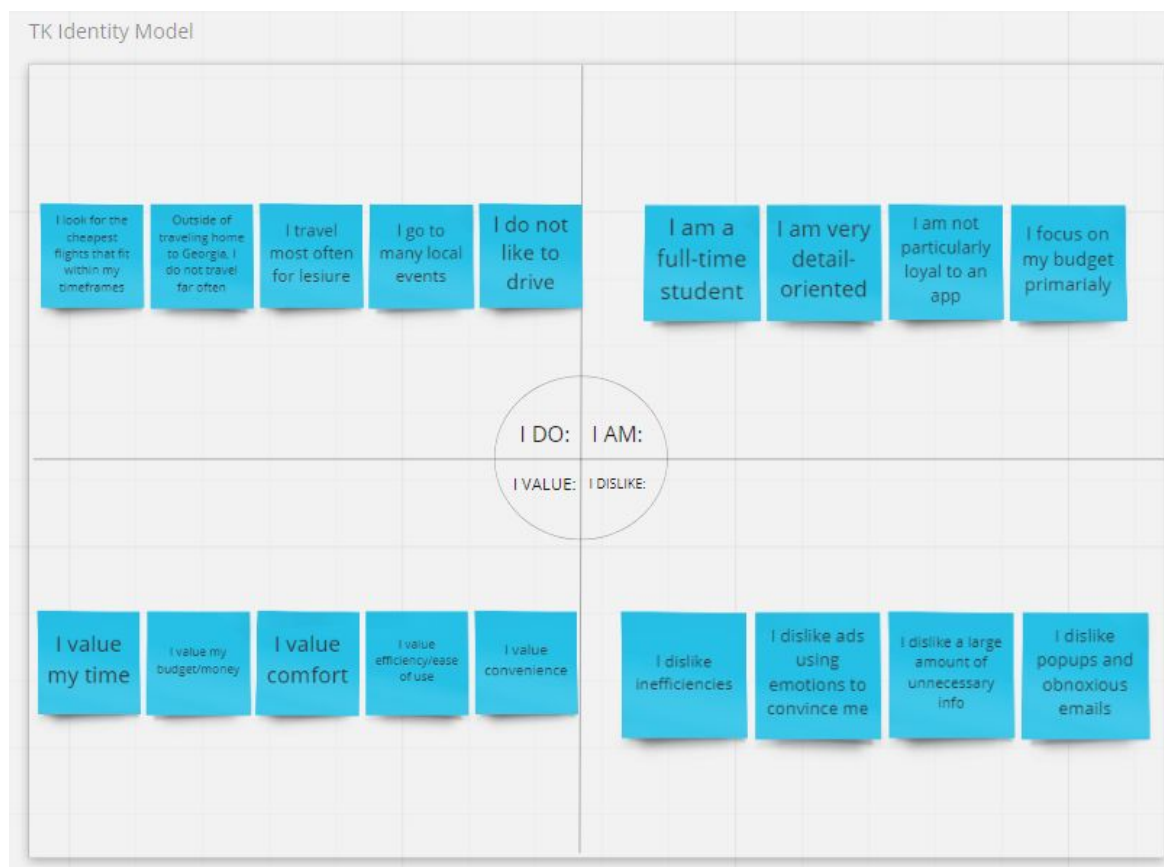 TK Identity Model
I look for the
cheapest
flights that fit
within my
timeframes
Outside of
traveling home
to Georgia, I
do not travel
far often
I travel
most often
for lesiure
I go to
many local
events
I do not
like to
drive
I am a
full-time
student
I am very
detail-
oriented
I am not
particularly
loyal to an
app
I focus on
my budget
primarialy
I DO:
I AM:
I VALUE:
I DISLIKE:
I value
my time
I value my
budget/money
I value
comfort
I value
efficiency/ease
of use
I value
convenience
I dislike
inefficiencies
I dislike ads
using
emotions to
convince me
I dislike a large
amount of
unnecessary
info
I dislike
popups and
obnoxious
emails